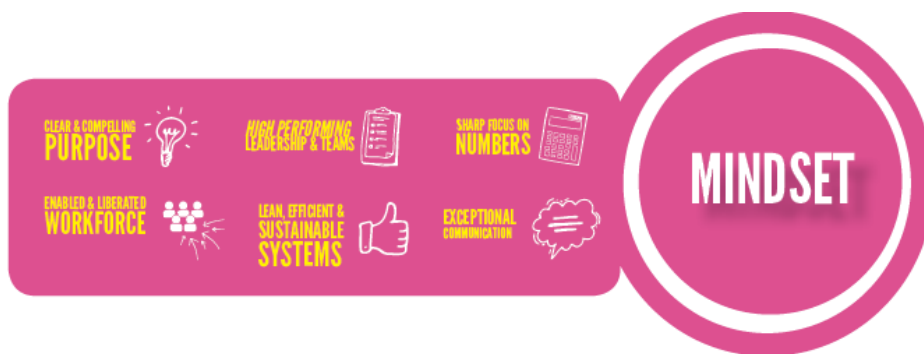 CLEAR & COMPELLING
PURPOSE
HIGH PERFORMING
LEADERSHIP & TEAMS
SHARP FOCUS ON
NUMBERS
ENABLED & LIBERATED
WORKFORCE
LEAN, EFFICIENT &
SUSTAINABLE
SYSTEMS
EXCEPTIONAL
COMMUNICATION
MINDSET